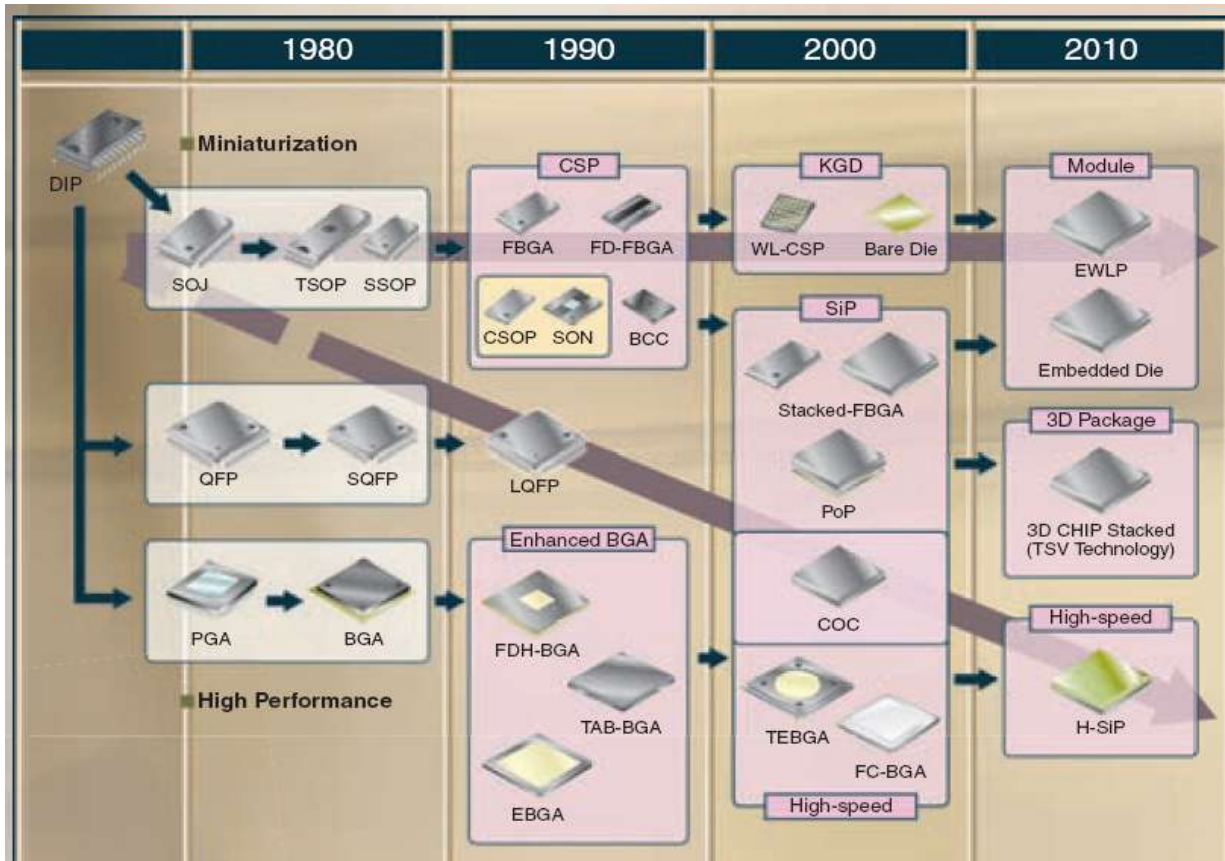 1980
1990
2000
2010
DIP
Miniaturization
SOJ
TSOP
SSOP
CSP
FBGA
FD-FBGA
CSOP
SON
BCC
KGD
WL-CSP
Bare Die
Module
EWLP
Embedded Die
SiP
Stacked-FBGA
PoP
3D Package
3D CHIP Stacked
(TSV Technology)
QFP
SQFP
LQFP
PGA
BGA
Enhanced BGA
FDH-BGA
TAB-BGA
EBGA
COC
TEBGA
FC-BGA
High-speed
High-speed
H-SiP
High Performance